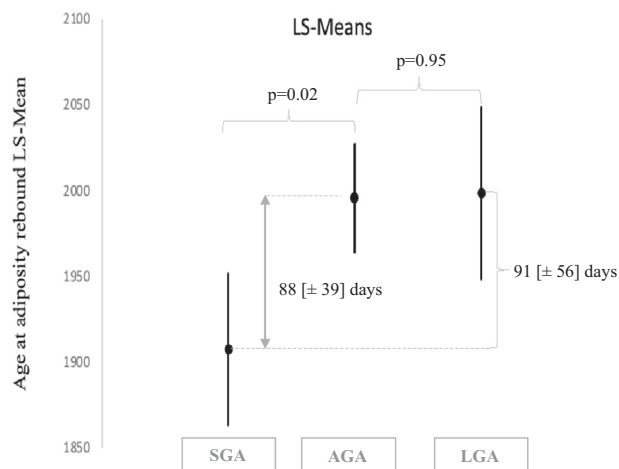 LS-Means
2100
2050
2000
1950
1900
1850
Age at adiposity rebound LS-Mean
p=0.02
p=0.95
88 [± 39] days
91 [± 56] days
SGA
AGA
LGA